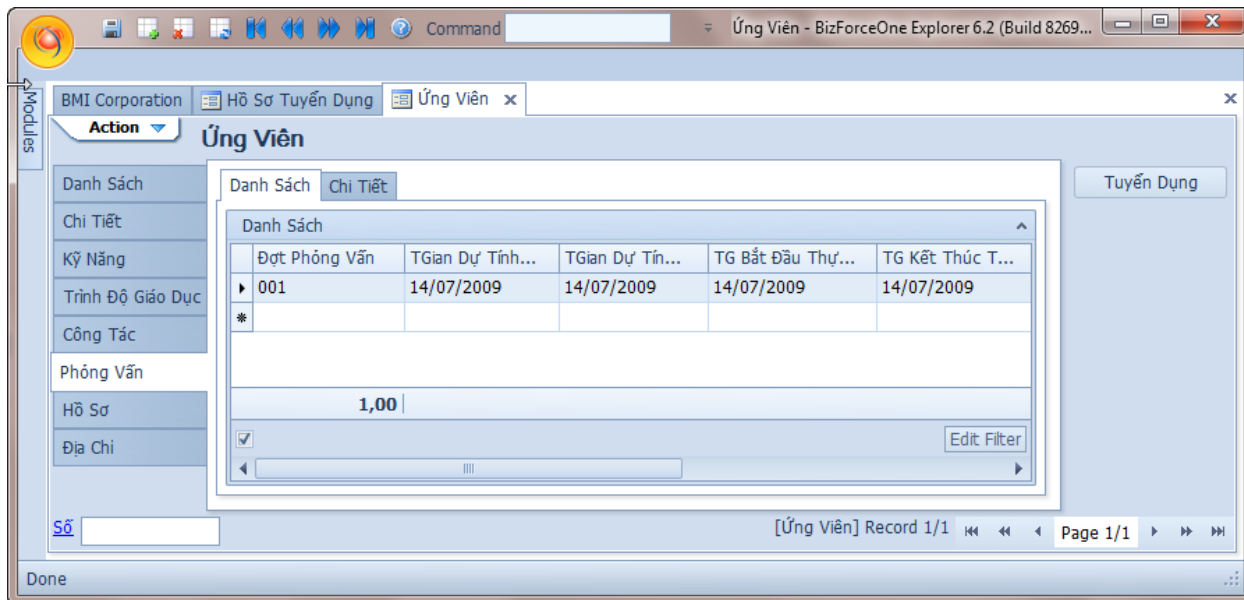 Command
Ứng Viên - BizForceOne Explorer 6.2 (Build 8269...
Modules
BMI Corporation
Hồ Sơ Tuyển Dụng
Ứng Viên
Action
Ứng Viên
Danh Sách
Chi Tiết
Kỹ Năng
Trình Độ Giáo Dục
Công Tác
Phỏng Vấn
Hồ Sơ
Địa Chỉ
Danh Sách
Chi Tiết
Tuyển Dụng
Danh Sách
Đợt Phỏng Vấn TGian Dự Tính... TGian Dự Tín... TG Bắt Đầu Thự... TG Kết Thúc T...
001 14/07/2009 14/07/2009 14/07/2009 14/07/2009
1,00
Edit Filter
Số
[Ứng Viên] Record 1/1
Page 1/1
Done